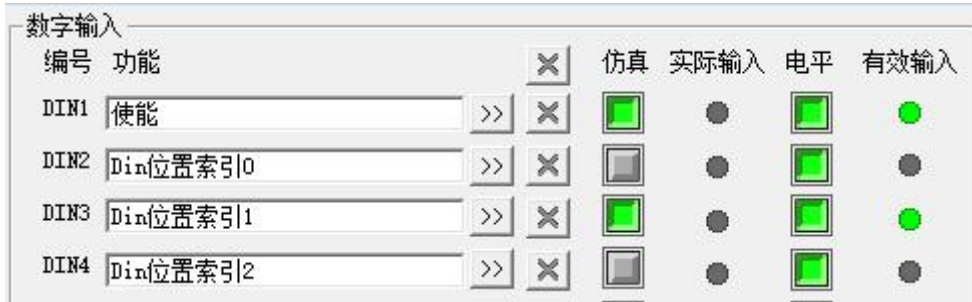 数字输入
编号 功能 仿真 实际输入 电平 有效输入
DIN1 使能 >>
DIN2 Din位置索引0 >>
DIN3 Din位置索引1 >>
DIN4 Din位置索引2 >>